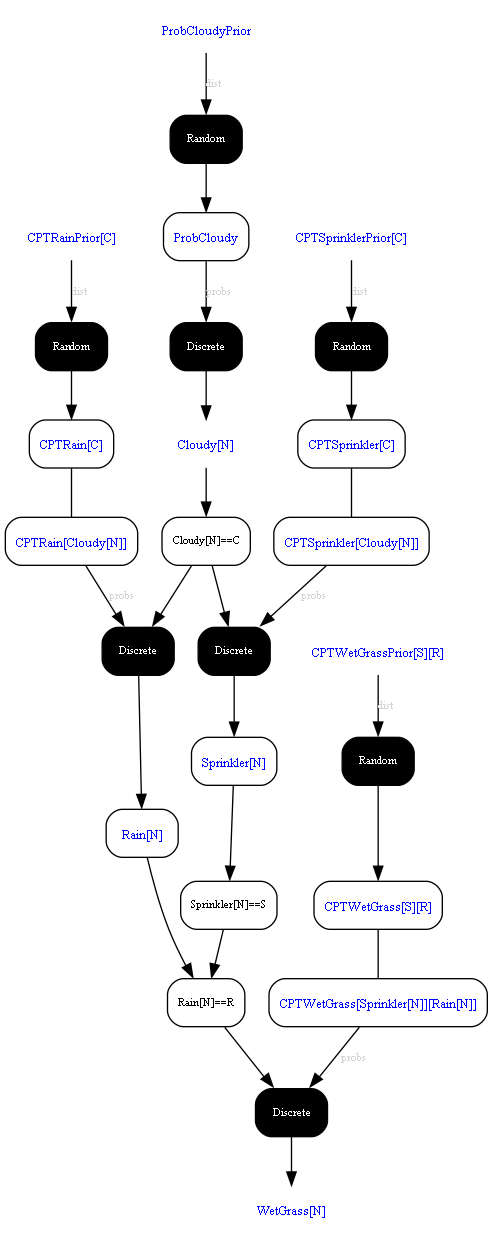 ProbCloudyPrior
dist
Random
CPTRainPrior[C]
ProbCloudy
CPTSprinklerPrior[C]
dist
probs
dist
Random
Discrete
Random
CPTRain[C]
Cloudy[N]
CPTSprinkler[C]
CPTRain[Cloudy[N]]
Cloudy[N]==C
CPTSprinkler[Cloudy[N]]
probs
probs
Discrete
Discrete
CPTWetGrassPrior[S][R]
dist
Sprinkler[N]
Random
Rain[N]
Sprinkler[N]==S
CPTWetGrass[S][R]
Rain[N]==R
CPTWetGrass[Sprinkler[N]][Rain[N]]
probs
Discrete
WetGrass[N]